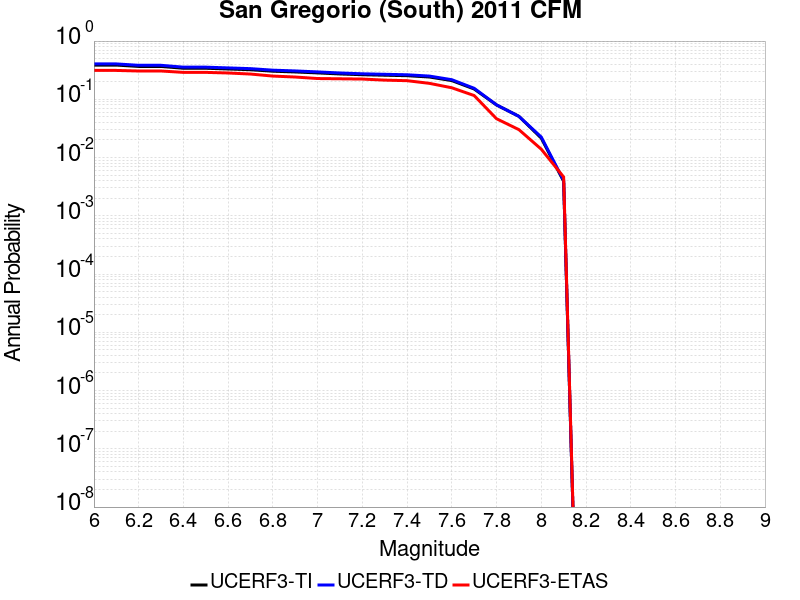 San Gregorio (South) 2011 CFM
10^0
10^-1
10^-2
10^-3
10^-4
10^-5
10^-6
10^-7
10^-8
Annual Probability
6 6.2 6.4 6.6 6.8 7 7.2 7.4 7.6 7.8 8 8.2 8.4 8.6 8.8 9
Magnitude
UCERF3-TI UCERF3-TD UCERF3-ETAS